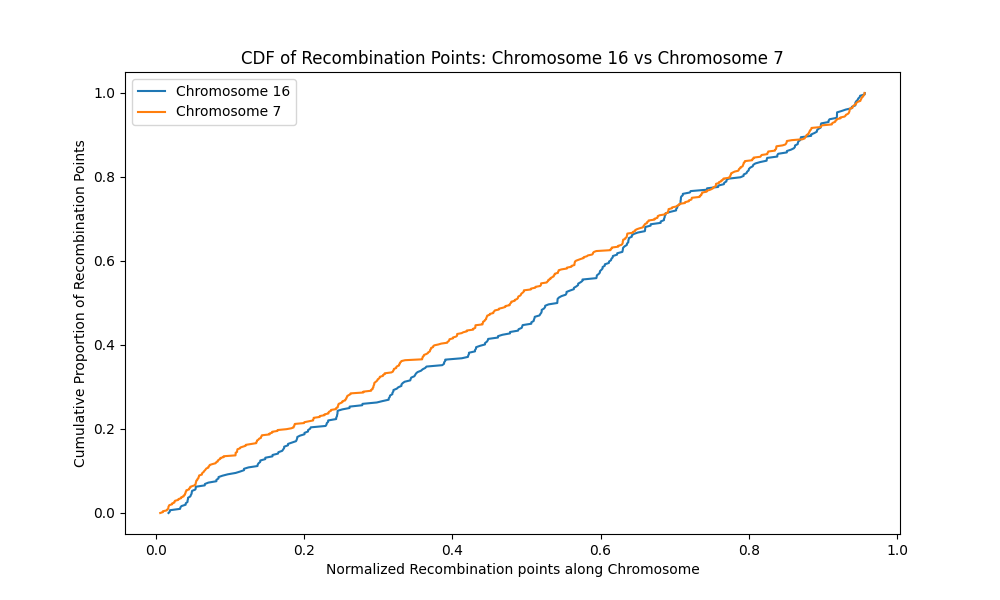 CDF of Recombination Points: Chromosome 16 vs Chromosome 7
Chromosome 16
Chromosome 7
Cumulative Proportion of Recombination Points
1.0
0.8
0.6
0.4
0.2
0.0
0.0 0.2 0.4 0.6 0.8 1.0
Normalized Recombination points along Chromosome